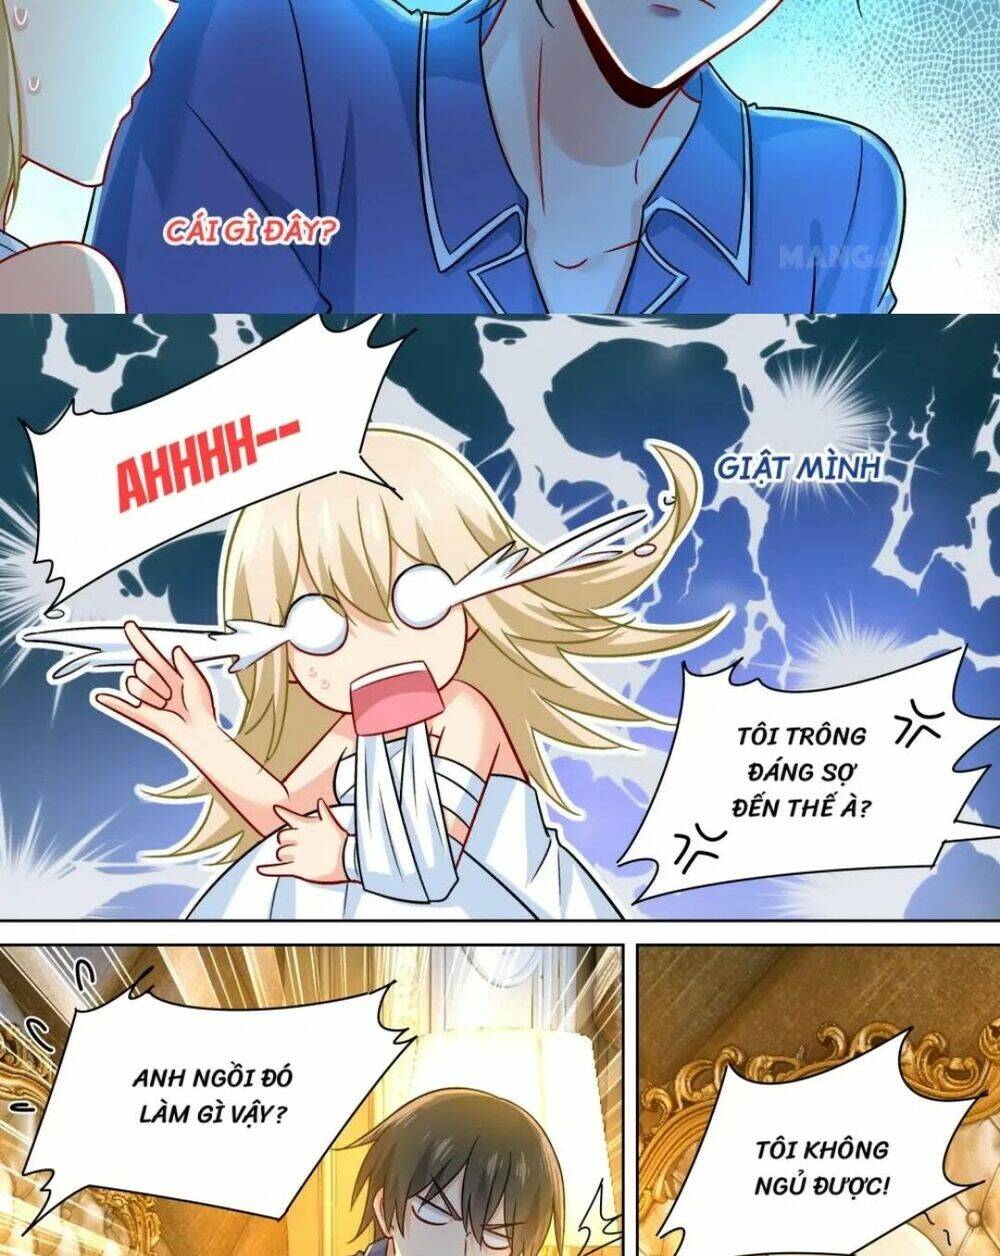 CÁI GÌ ĐÂY?
MANGA
AHHHH--
GIẬT MÌNH
TÔI TRÔNG
ĐÁNG SỢ
ĐẾN THẾ À?
ANH NGỒI ĐÓ
LÀM GÌ VẬY?
TÔI KHÔNG
NGỦ ĐƯỢC!